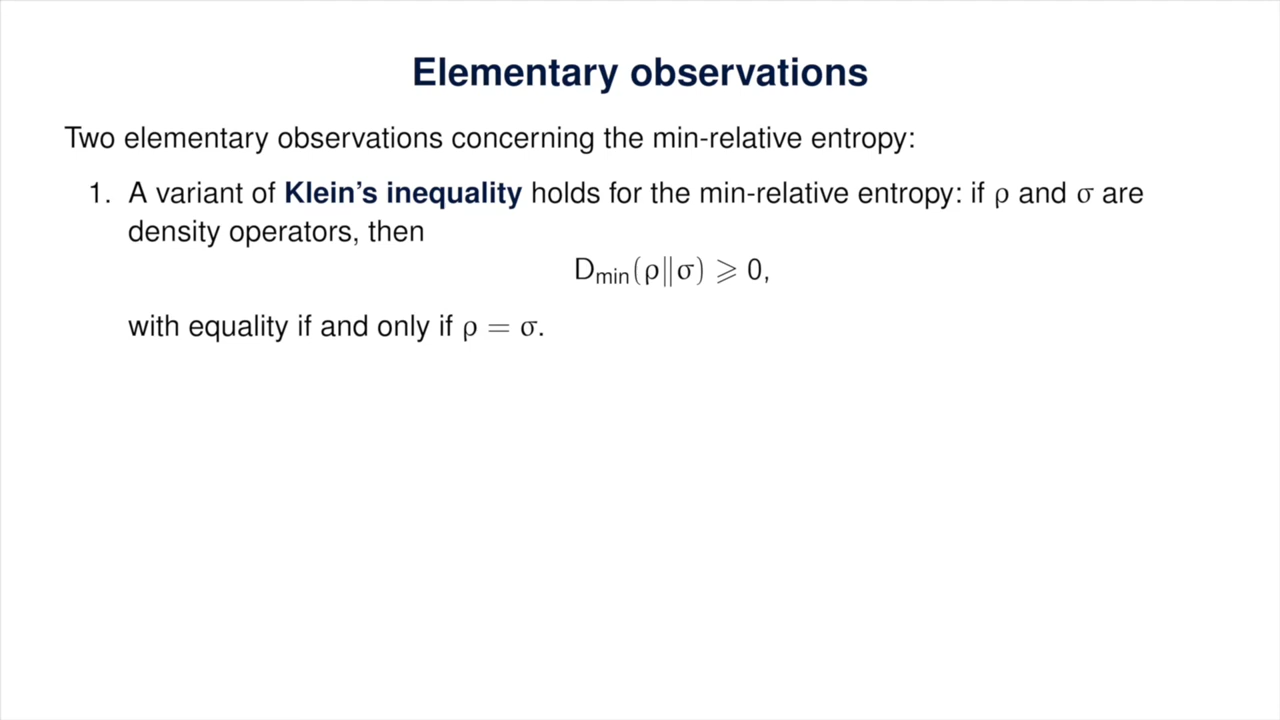 Elementary observations
Two elementary observations concerning the min-relative entropy:
1. A variant of Klein's inequality holds for the min-relative entropy: if ρ and σ are
density operators, then
D_min(ρ‖σ) ⩾ 0,
with equality if and only if ρ = σ.